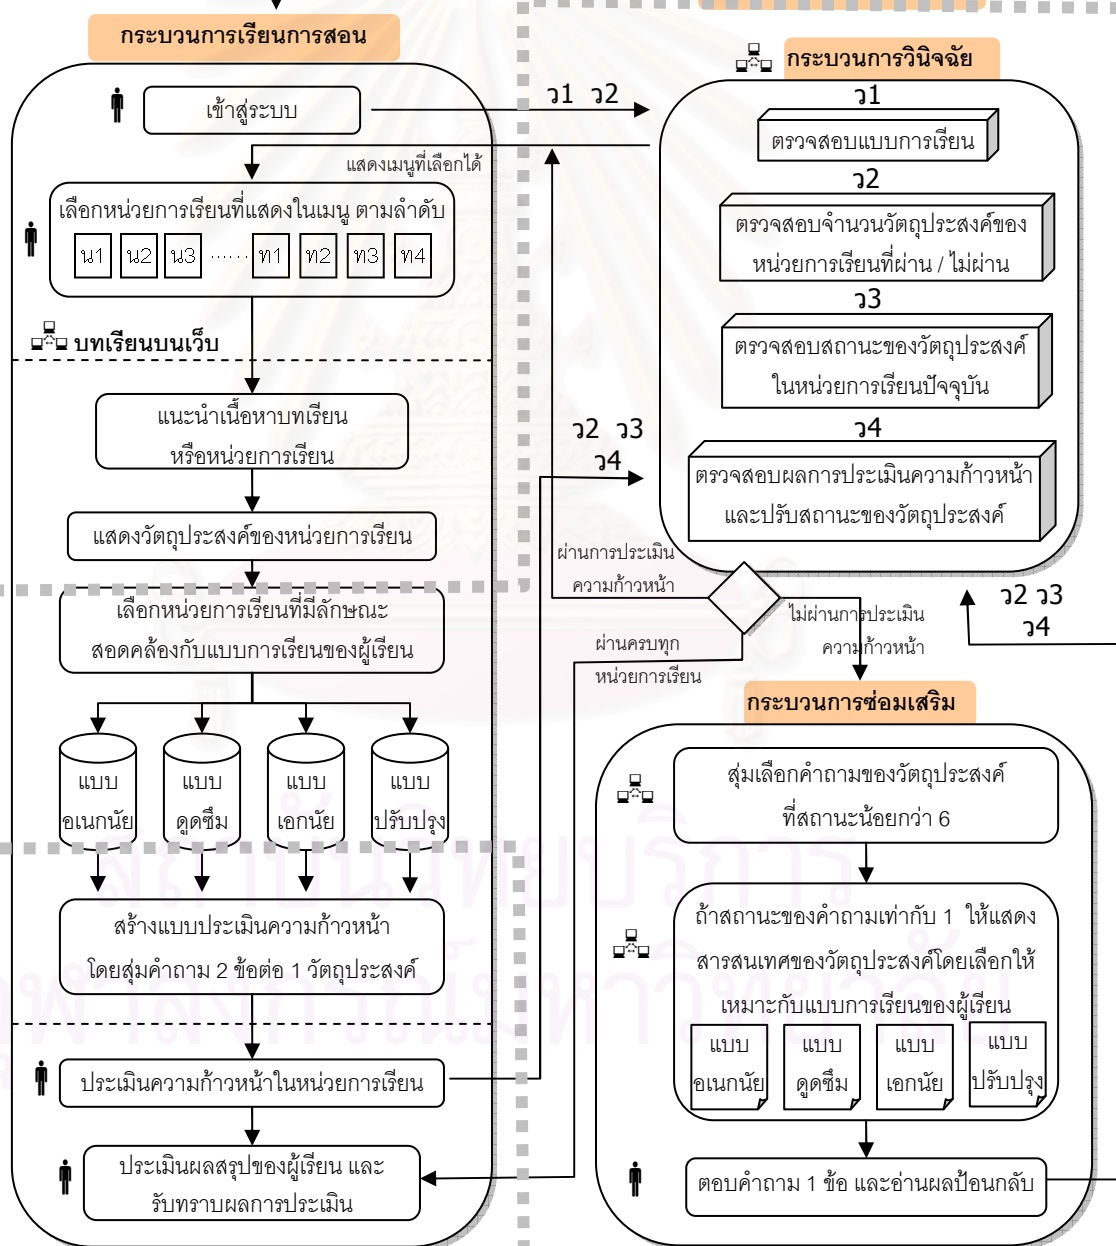 กระบวนการเรียนการสอน
เข้าสู่ระบบ
แสดงเมนูที่เลือกได้
เลือกหน่วยการเรียนที่แสดงในเมนู ตามลำดับ
น1 น2 น3 ...... ท1 ท2 ท3 ท4
บทเรียนบนเว็บ
แนะนำเนื้อหาบทเรียน
หรือหน่วยการเรียน
แสดงวัตถุประสงค์ของหน่วยการเรียน
เลือกหน่วยการเรียนที่มีลักษณะ
สอดคล้องกับแบบการเรียนของผู้เรียน
แบบ
อเนกนัย
แบบ
ดูดซึม
แบบ
เอกนัย
แบบ
ปรับปรุง
สร้างแบบประเมินความก้าวหน้า
โดยสุ่มคำถาม 2 ข้อต่อ 1 วัตถุประสงค์
ประเมินความก้าวหน้าในหน่วยการเรียน
ประเมินผลสรุปของผู้เรียน และ
รับทราบผลการประเมิน
ว1 ว2
ว2 ว3
ว4
กระบวนการวินิจฉัย
ว1
ตรวจสอบแบบการเรียน
ว2
ตรวจสอบจำนวนวัตถุประสงค์ของ
หน่วยการเรียนที่ผ่าน / ไม่ผ่าน
ว3
ตรวจสอบสถานะของวัตถุประสงค์
ในหน่วยการเรียนปัจจุบัน
ว4
ตรวจสอบผลการประเมินความก้าวหน้า
และปรับสถานะของวัตถุประสงค์
ผ่านการประเมิน
ความก้าวหน้า
ไม่ผ่านการประเมิน
ความก้าวหน้า
ผ่านครบทุก
หน่วยการเรียน
ว2 ว3
ว4
กระบวนการซ่อมเสริม
สุ่มเลือกคำถามของวัตถุประสงค์
ที่สถานะน้อยกว่า 6
ถ้าสถานะของคำถามเท่ากับ 1 ให้แสดง
สารสนเทศของวัตถุประสงค์โดยเลือกให้
เหมาะกับแบบการเรียนของผู้เรียน
แบบ
อเนกนัย
แบบ
ดูดซึม
แบบ
เอกนัย
แบบ
ปรับปรุง
ตอบคำถาม 1 ข้อ และอ่านผลป้อนกลับ
สถาบันวิทยบริการ
จุฬาลงกรณ์มหาวิทยาลัย